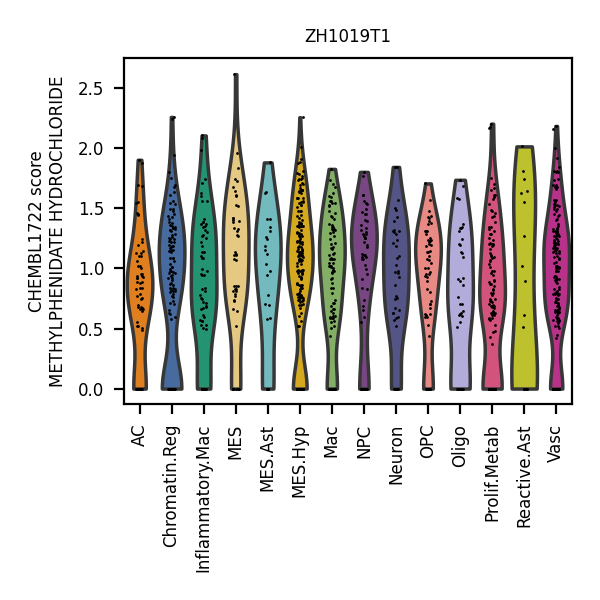 ZH1019T1
CHEMBL1722 score
METHYLPHENIDATE HYDROCHLORIDE
2.5
2.0
1.5
1.0
0.5
0.0
AC
Chromatin.Reg
Inflammatory.Mac
MES
MES.Ast
MES.Hyp
Mac
NPC
Neuron
OPC
Oligo
Prolif.Metab
Reactive.Ast
Vasc